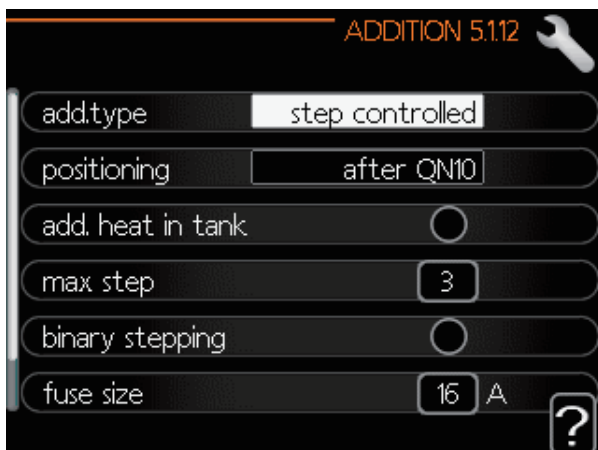 ADDITION 5.1.12
add.type step controlled
positioning after QN10
add. heat in tank
max step 3
binary stepping
fuse size 16 A
?